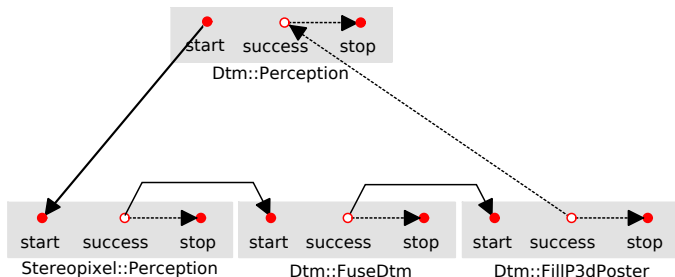 start success stop
Dtm::Perception
start success stop start success stop start success stop
Stereopixel::Perception Dtm::FuseDtm Dtm::FillP3dPoster